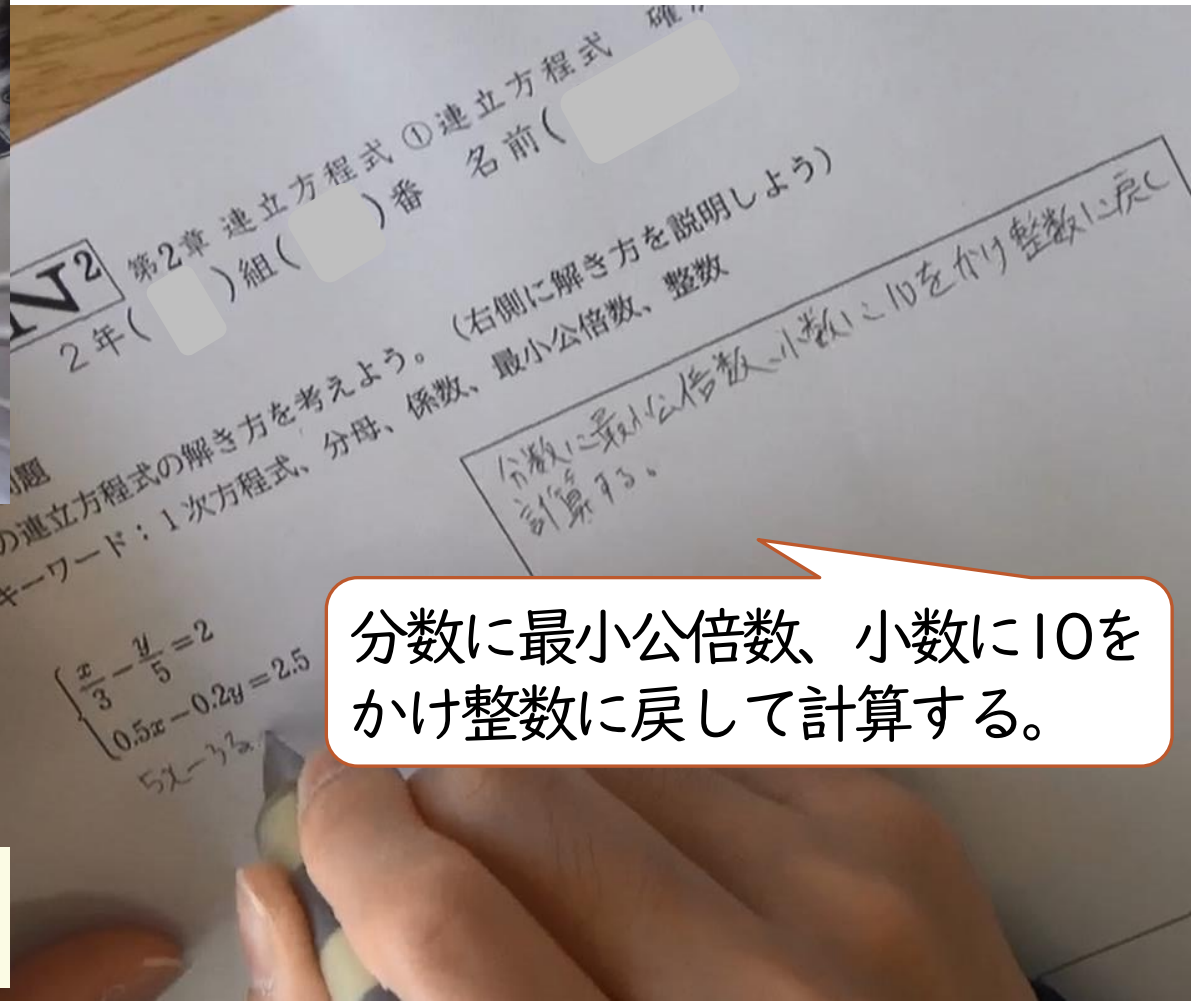 N²
第2章 連立方程式 ①連立方程式 確
2年( )組( )番 名前(
題
の連立方程式の解き方を考えよう。(右側に解き方を説明しよう)
キーワード:1次方程式、分母、係数、最小公倍数、整数
分数に最小公倍数、小数に10をかけ整数に戻し
計算する。
x/3 − y/5 = 2
0.5x − 0.2y = 2.5
5x − 3
分数に最小公倍数、小数に10を
かけ整数に戻して計算する。